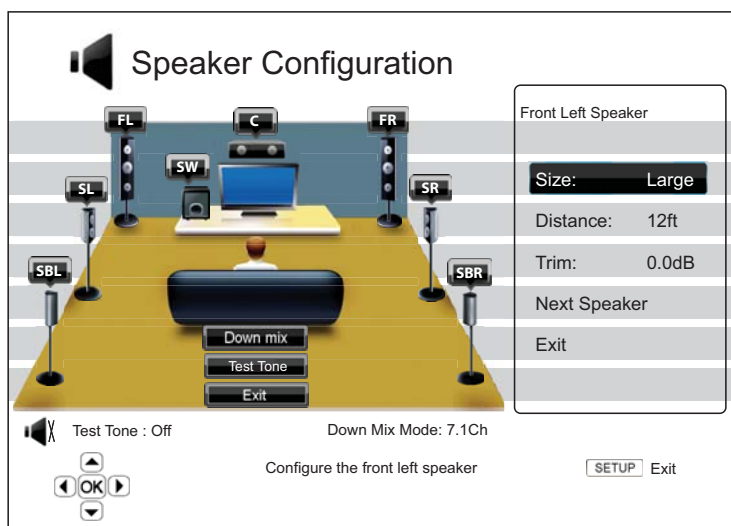 Speaker Configuration
FL
C
FR
SW
SL
SR
SBL
SBR
Down mix
Test Tone
Exit
Front Left Speaker
Size: Large
Distance: 12ft
Trim: 0.0dB
Next Speaker
Exit
Test Tone : Off
Down Mix Mode: 7.1Ch
OK
Configure the front left speaker
SETUP Exit